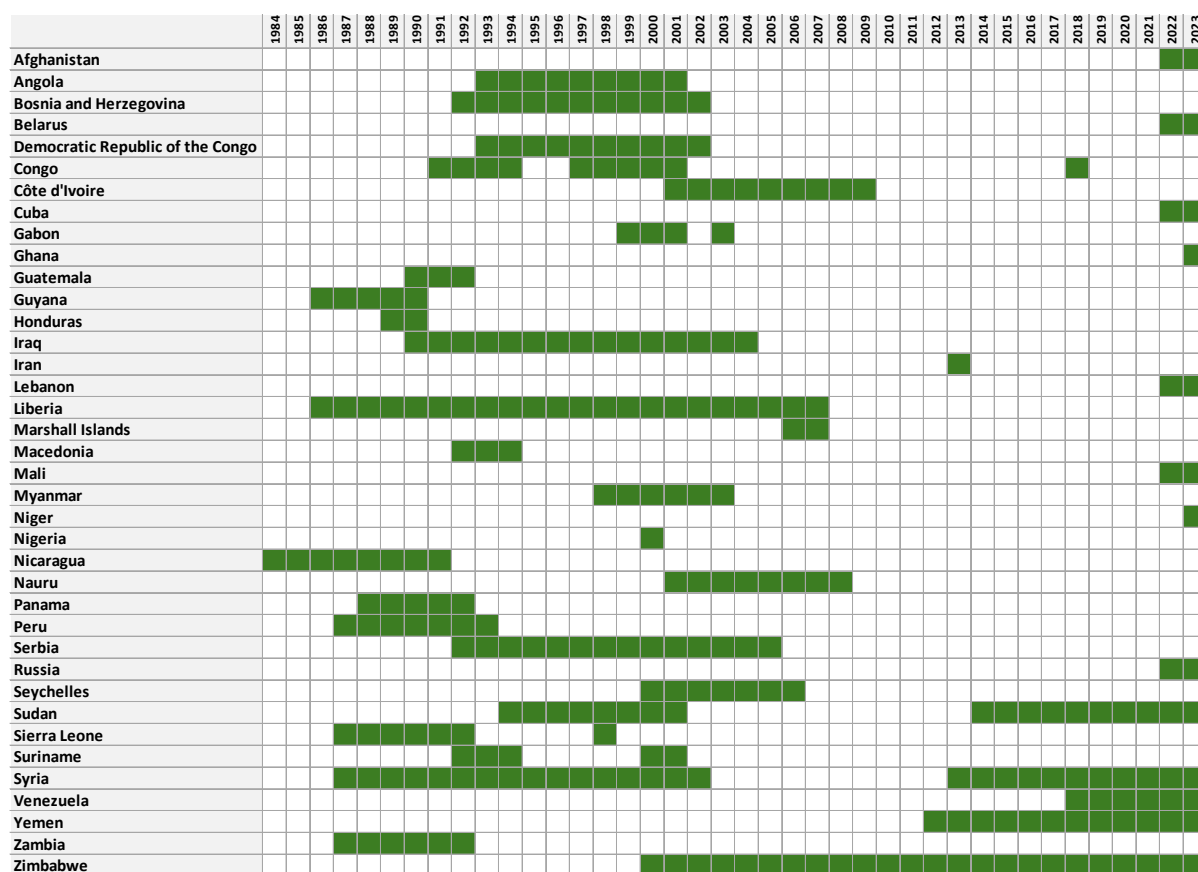 1984 1985 1986 1987 1988 1989 1990 1991 1992 1993 1994 1995 1996 1997 1998 1999 2000 2001 2002 2003 2004 2005 2006 2007 2008 2009 2010 2011 2012 2013 2014 2015 2016 2017 2018 2019 2020 2021 2022 2023
Afghanistan
Angola
Bosnia and Herzegovina
Belarus
Democratic Republic of the Congo
Congo
Côte d'Ivoire
Cuba
Gabon
Ghana
Guatemala
Guyana
Honduras
Iraq
Iran
Lebanon
Liberia
Marshall Islands
Macedonia
Mali
Myanmar
Niger
Nigeria
Nicaragua
Nauru
Panama
Peru
Serbia
Russia
Seychelles
Sudan
Sierra Leone
Suriname
Syria
Venezuela
Yemen
Zambia
Zimbabwe